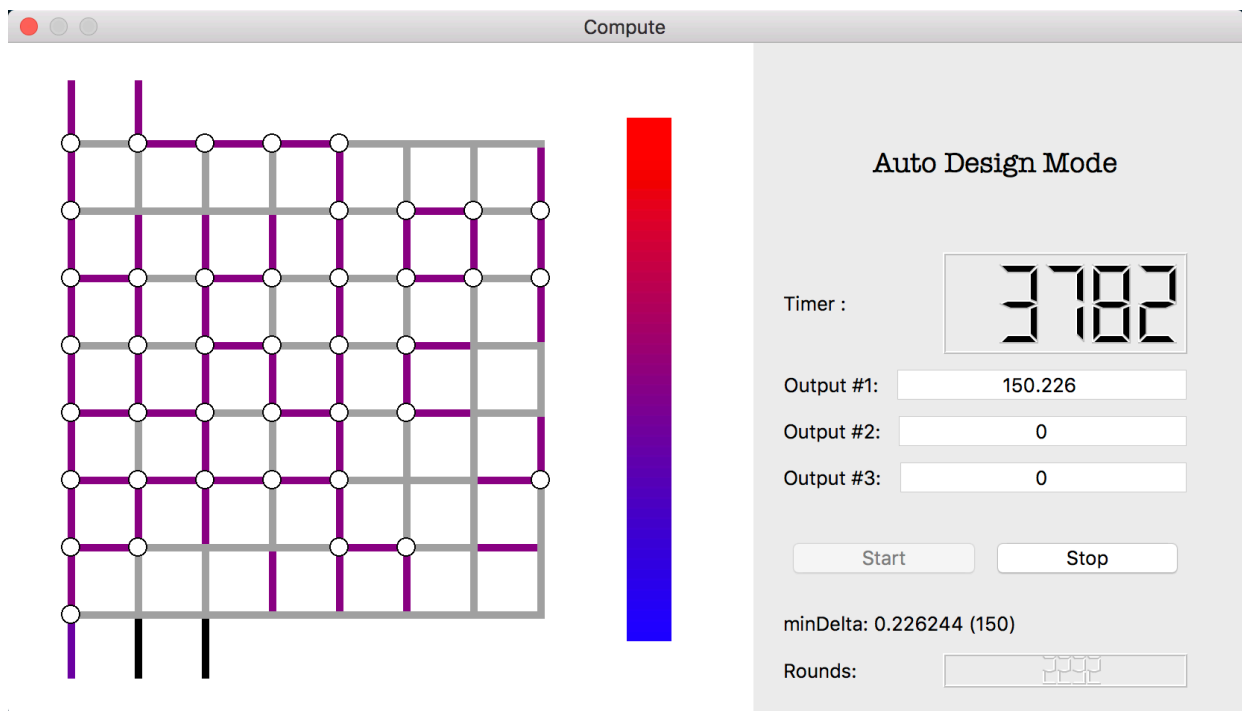 Compute
Auto Design Mode
Timer : 3782
Output #1: 150.226
Output #2: 0
Output #3: 0
Start Stop
minDelta: 0.226244 (150)
Rounds: